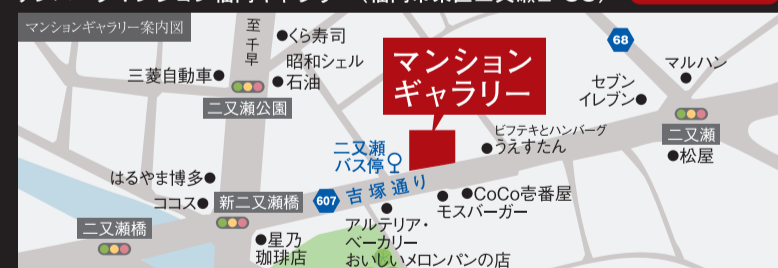 マンションギャラリー案内図
至千早
くら寿司
昭和シェル
石油
三菱自動車
二又瀬公園
マンション
ギャラリー
68
マルハン
セブン
イレブン
二又瀬
松屋
ビフテキとハンバーグ
うえすたん
二又瀬
バス停
はるやま博多
ココス
新二又瀬橋
607
吉塚通り
CoCo壱番屋
モスバーガー
二又瀬橋
星乃
珈琲店
アルテリア・
ベーカリー
おいしいメロンパンの店